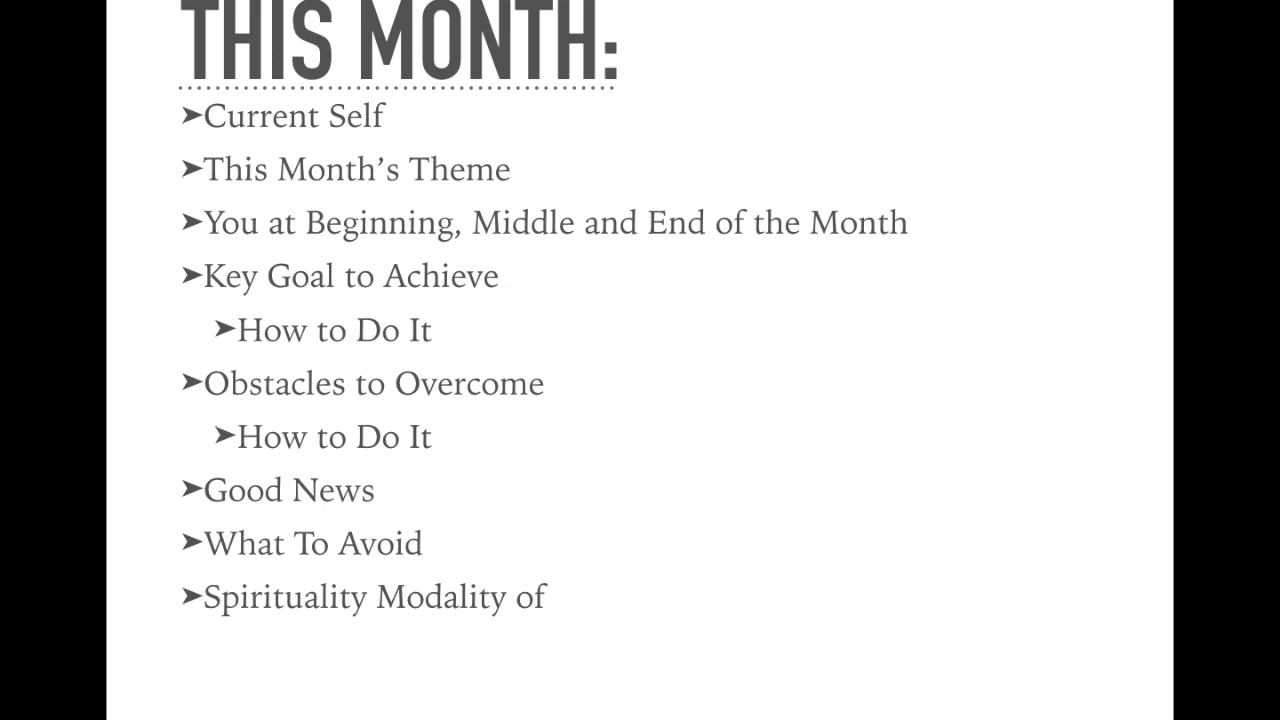 THIS MONTH:
➤Current Self
➤This Month’s Theme
➤You at Beginning, Middle and End of the Month
➤Key Goal to Achieve
➤How to Do It
➤Obstacles to Overcome
➤How to Do It
➤Good News
➤What To Avoid
➤Spirituality Modality of